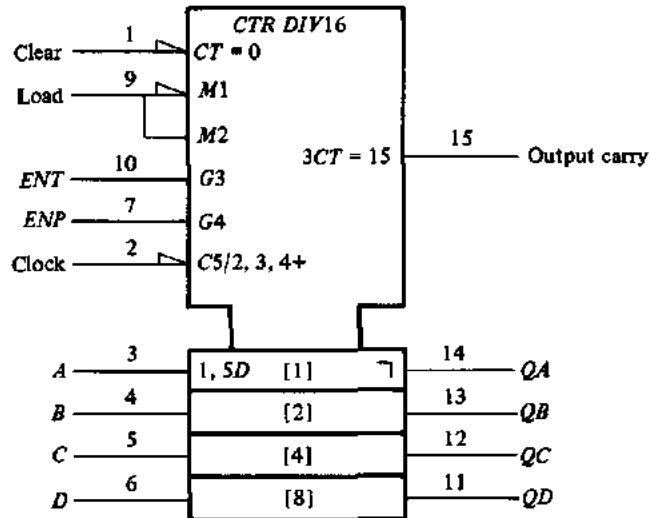 CTR DIV16
Clear 1 CT = 0
Load 9 M1
M2
3CT = 15 15 Output carry
ENT 10 G3
ENP 7 G4
Clock 2 C5/2, 3, 4+
A 3 1, 5D [1] ┐ 14 QA
B 4 [2] 13 QB
C 5 [4] 12 QC
D 6 [8] 11 QD